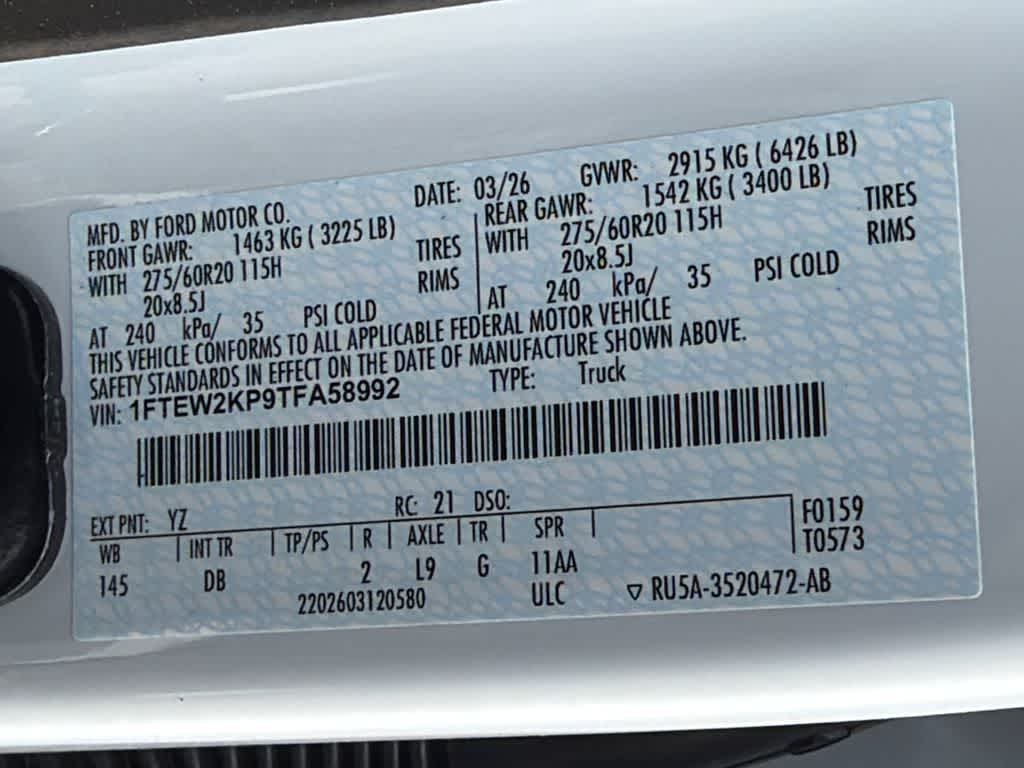 MFD. BY FORD MOTOR CO. DATE: 03/26 GVWR: 2915 KG ( 6426 LB)
FRONT GAWR: 1463 KG ( 3225 LB) REAR GAWR: 1542 KG ( 3400 LB)
WITH 275/60R20 115H TIRES WITH 275/60R20 115H TIRES
20x8.5J RIMS 20x8.5J RIMS
AT 240 kPa/ 35 PSI COLD AT 240 kPa/ 35 PSI COLD
THIS VEHICLE CONFORMS TO ALL APPLICABLE FEDERAL MOTOR VEHICLE
SAFETY STANDARDS IN EFFECT ON THE DATE OF MANUFACTURE SHOWN ABOVE.
VIN: 1FTEW2KP9TFA58992 TYPE: Truck
EXT PNT: YZ RC: 21 DSO:
WB INT TR TP/PS R AXLE TR SPR F0159
T0573
145 DB 2 L9 G 11AA
2202603120580 ULC ▽ RU5A-3520472-AB